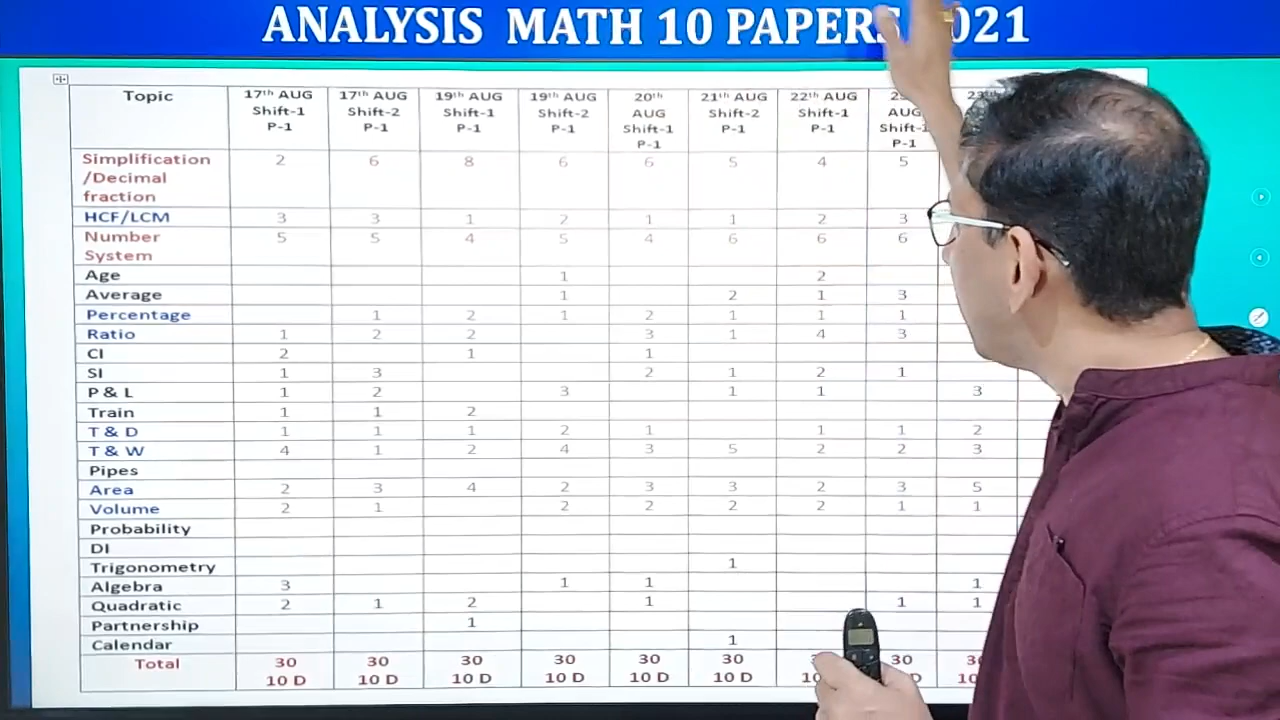 ANALYSIS MATH 10 PAPERS 2021
Topic 17th AUG Shift-1 P-1 17th AUG Shift-2 P-1 19th AUG Shift-1 P-1 19th AUG Shift-2 P-1 20th AUG Shift-1 P-1 21th AUG Shift-2 P-1 22th AUG Shift-1 P-1 AUG Shift-1 P-1
Simplification /Decimal fraction 2 6 8 6 6 5 4 5
HCF/LCM 3 3 1 2 1 1 2 3
Number System 5 5 4 5 4 6 6 6
Age 1 2
Average 1 2 1 3
Percentage 1 2 1 2 1 1 1
Ratio 1 2 2 3 1 4 3
CI 2 1 1
SI 1 3 2 1 2 1
P & L 1 2 3 1 1 3
Train 1 1 2
T & D 1 1 1 2 1 1 1 2
T & W 4 1 2 4 3 5 2 2 3
Pipes
Area 2 3 4 2 3 3 2 3 5
Volume 2 1 2 2 2 2 1 1
Probability
DI
Trigonometry 1
Algebra 3 1 1 1
Quadratic 2 1 2 1 1 1
Partnership 1
Calendar 1
Total 30 30 30 30 30 30 30
10 D 10 D 10 D 10 D 10 D 10 D